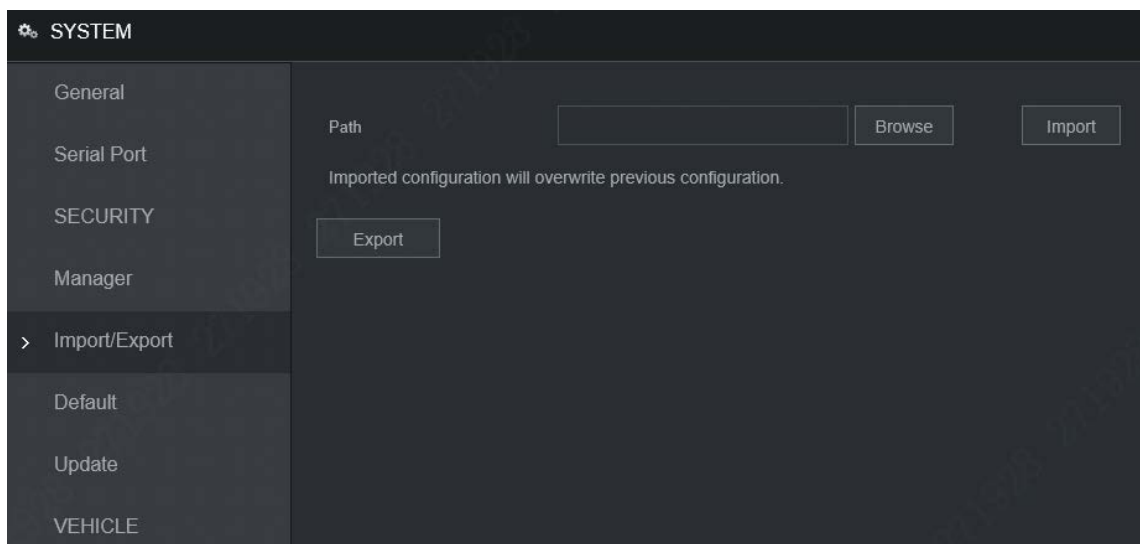 SYSTEM
General
Serial Port
SECURITY
Manager
Import/Export
Default
Update
VEHICLE
Path
Browse
Import
Imported configuration will overwrite previous configuration.
Export